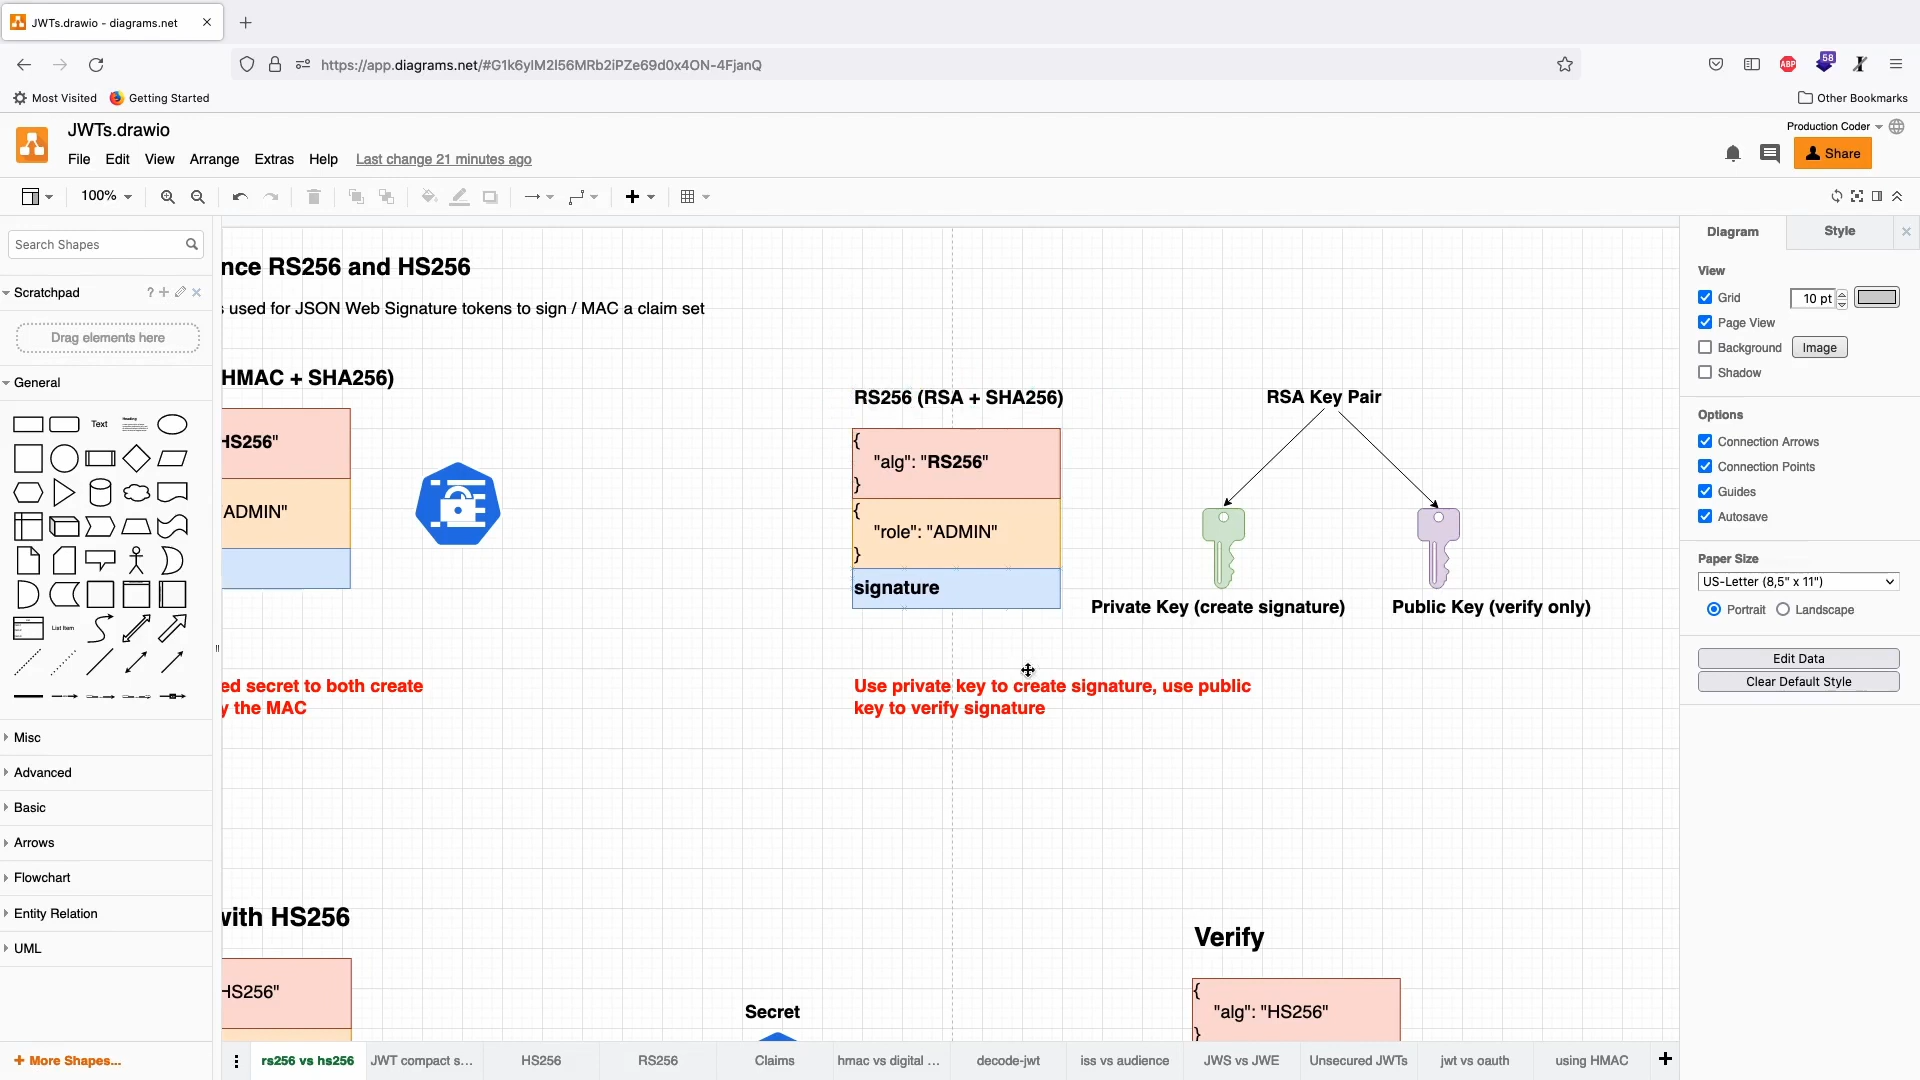 JWTs.drawio - diagrams.net
https://app.diagrams.net/#G1k6ylM2l56MRb2iPZe69d0x4ON-4FjanQ
ABP
58
Most Visited
Getting Started
Other Bookmarks
JWTs.drawio
Production Coder
File Edit View Arrange Extras Help Last change 21 minutes ago
Share
100%
Search Shapes
Scratchpad
?
Drag elements here
General
Text
Heading
List Item
Misc
Advanced
Basic
Arrows
Flowchart
Entity Relation
UML
+ More Shapes...
nce RS256 and HS256
s used for JSON Web Signature tokens to sign / MAC a claim set
HMAC + SHA256)
HS256"
ADMIN"
ed secret to both create
y the MAC
RS256 (RSA + SHA256)
{
"alg": "RS256"
}
{
"role": "ADMIN"
}
signature
RSA Key Pair
Private Key (create signature)
Public Key (verify only)
Use private key to create signature, use public
key to verify signature
with HS256
HS256"
Secret
Verify
{
"alg": "HS256"
}
Diagram
Style
View
Grid
10 pt
Page View
Background
Image
Shadow
Options
Connection Arrows
Connection Points
Guides
Autosave
Paper Size
US-Letter (8,5" x 11")
Portrait
Landscape
Edit Data
Clear Default Style
rs256 vs hs256
JWT compact s...
HS256
RS256
Claims
hmac vs digital ...
decode-jwt
iss vs audience
JWS vs JWE
Unsecured JWTs
jwt vs oauth
using HMAC